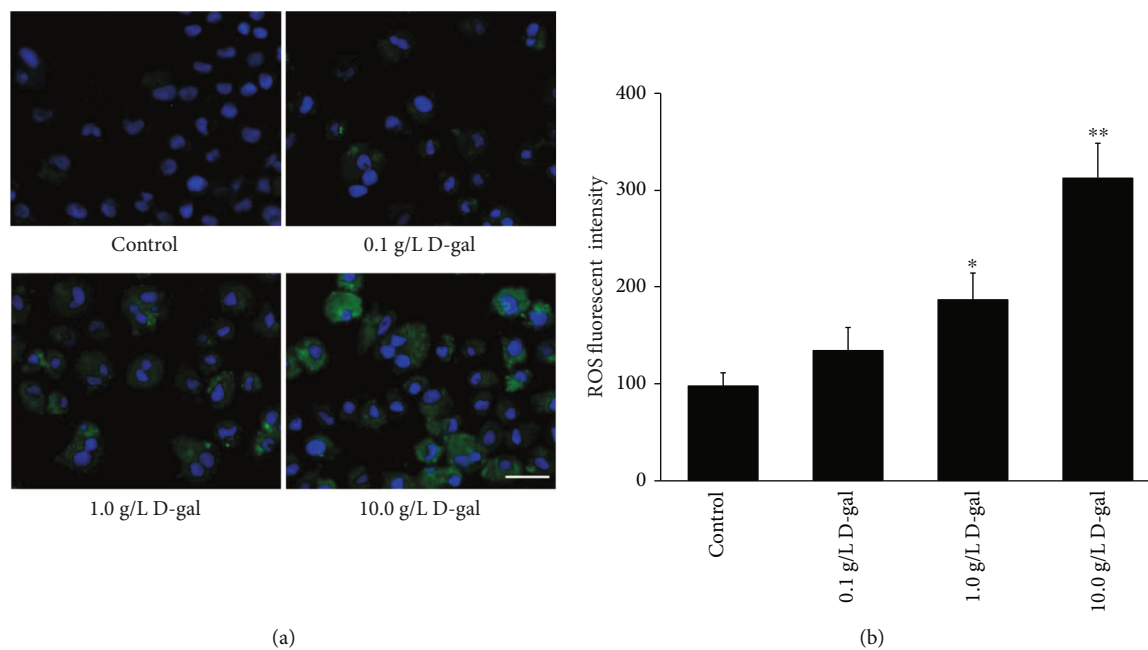 Control
0.1 g/L D-gal
1.0 g/L D-gal
10.0 g/L D-gal
(a)
ROS fluorescent intensity
400
300
200
100
0
*
**
Control
0.1 g/L D-gal
1.0 g/L D-gal
10.0 g/L D-gal
(b)